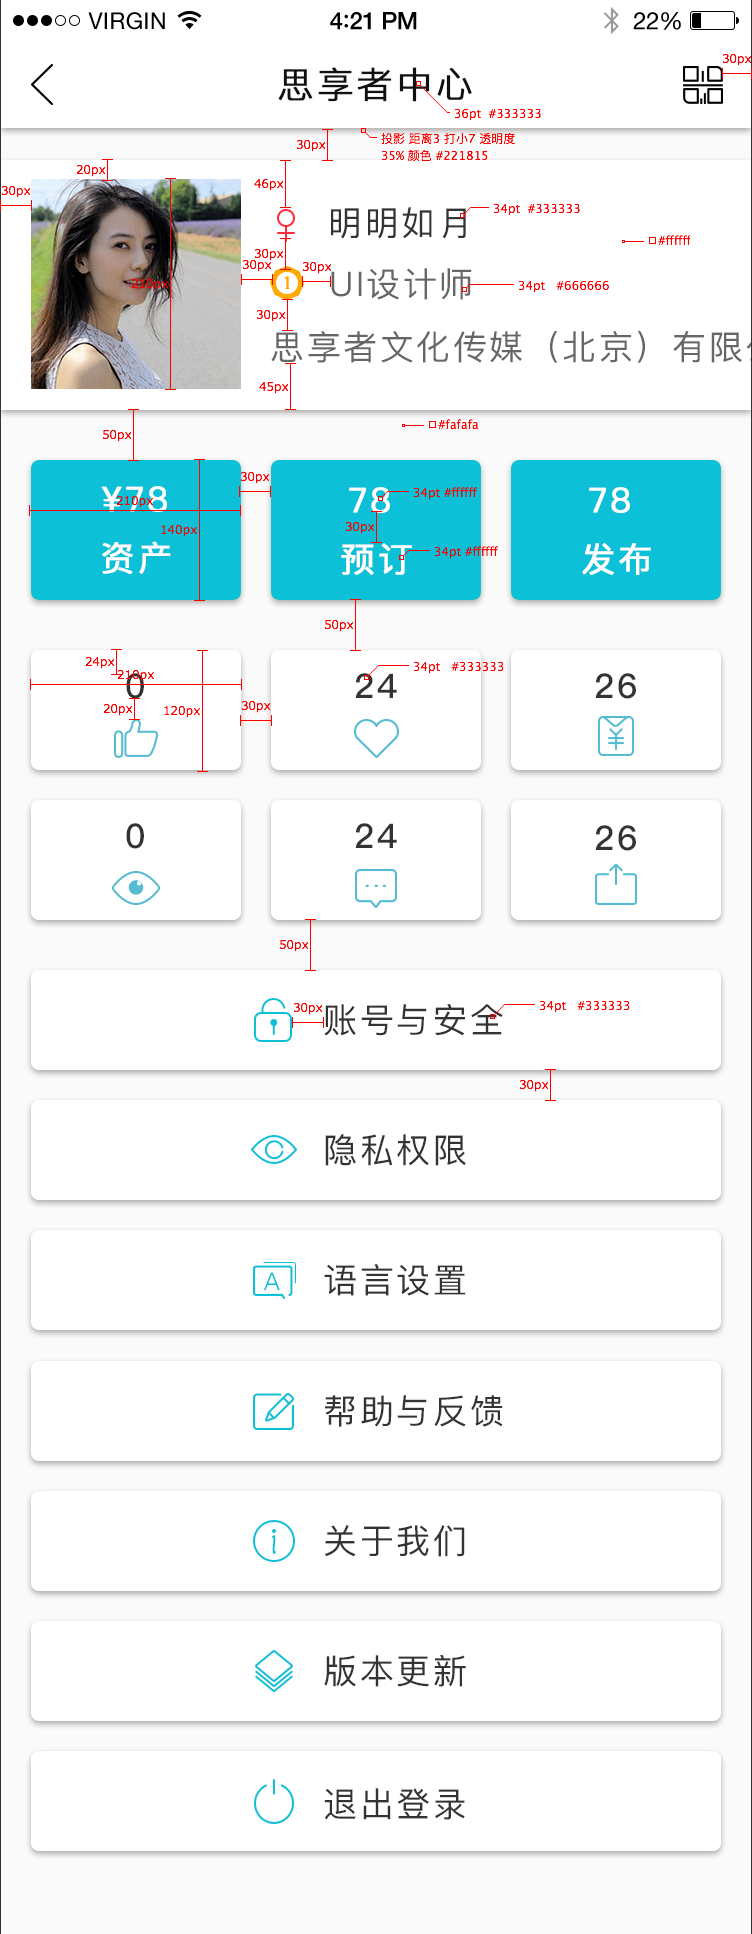 VIRGIN 4:21 PM 22%
30px
思享者中心
36pt #333333
投影 距离3 打小7 透明度
35% 颜色 #221815
30px
20px
46px
30px
明明如月
34pt #333333
#ffffff
30px
30px
30px
1
UI设计师
34pt #666666
210px
30px
思享者文化传媒（北京）有限
45px
#fafafa
50px
30px
¥78
210px
140px
资产
78
34pt #ffffff
30px
预订
34pt #ffffff
78
发布
50px
24px
210px
0
20px
120px
30px
24
34pt #333333
26
0
24
26
50px
30px
账号与安全
34pt #333333
30px
隐私权限
语言设置
A
帮助与反馈
关于我们
版本更新
退出登录